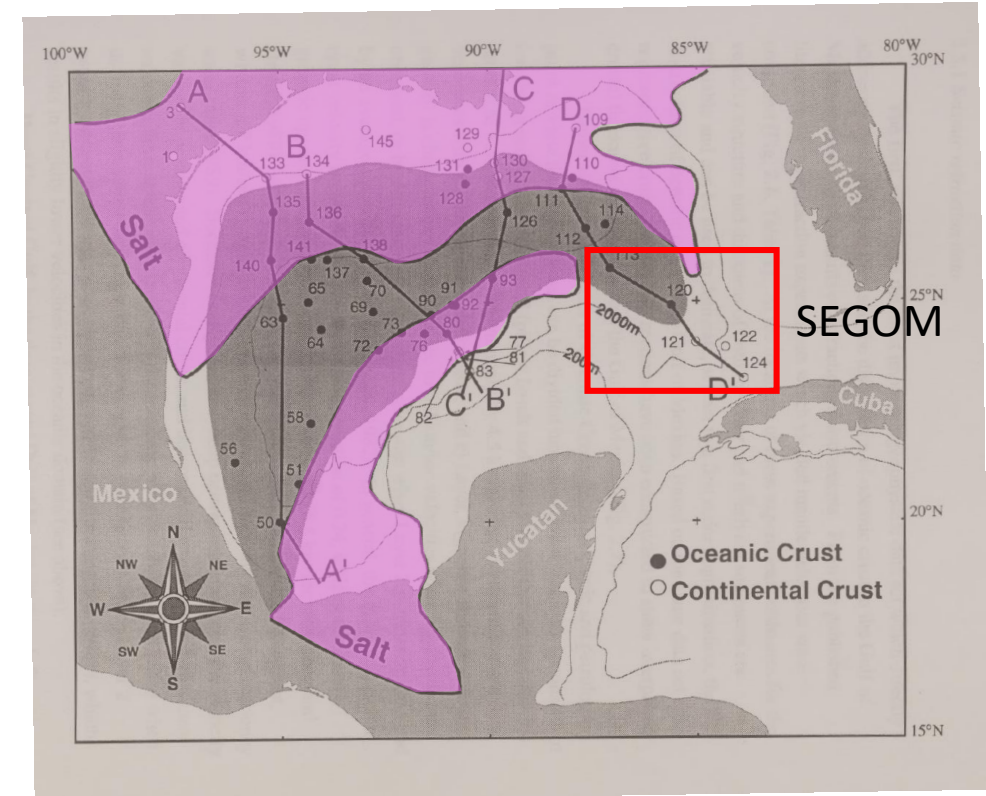 100°W 95°W 90°W 85°W 80°W
30°N
A C
3 D
109
145 129
1 B
133 134 130 110
131 127
128
135 136 111 126 114
Florida
Salt 112
141 138 113
140 137
70 91 93
65 90 92 120 25°N
63 69 73 2000m SEGOM
64 80 121 122
72 76 77
81 200m 124
83
C' B' D'
82 Cuba
58
56
51
Mexico
50 20°N
Yucatan
N
NW NE
Oceanic Crust
A' Continental Crust
W E
Salt
SW SE
S
15°N